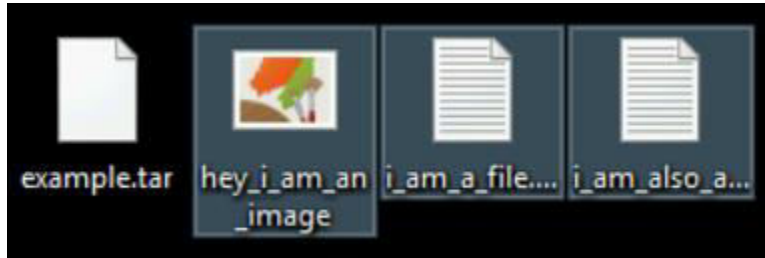 example.tar
hey_i_am_an
_image
i_am_a_file....
i_am_also_a...